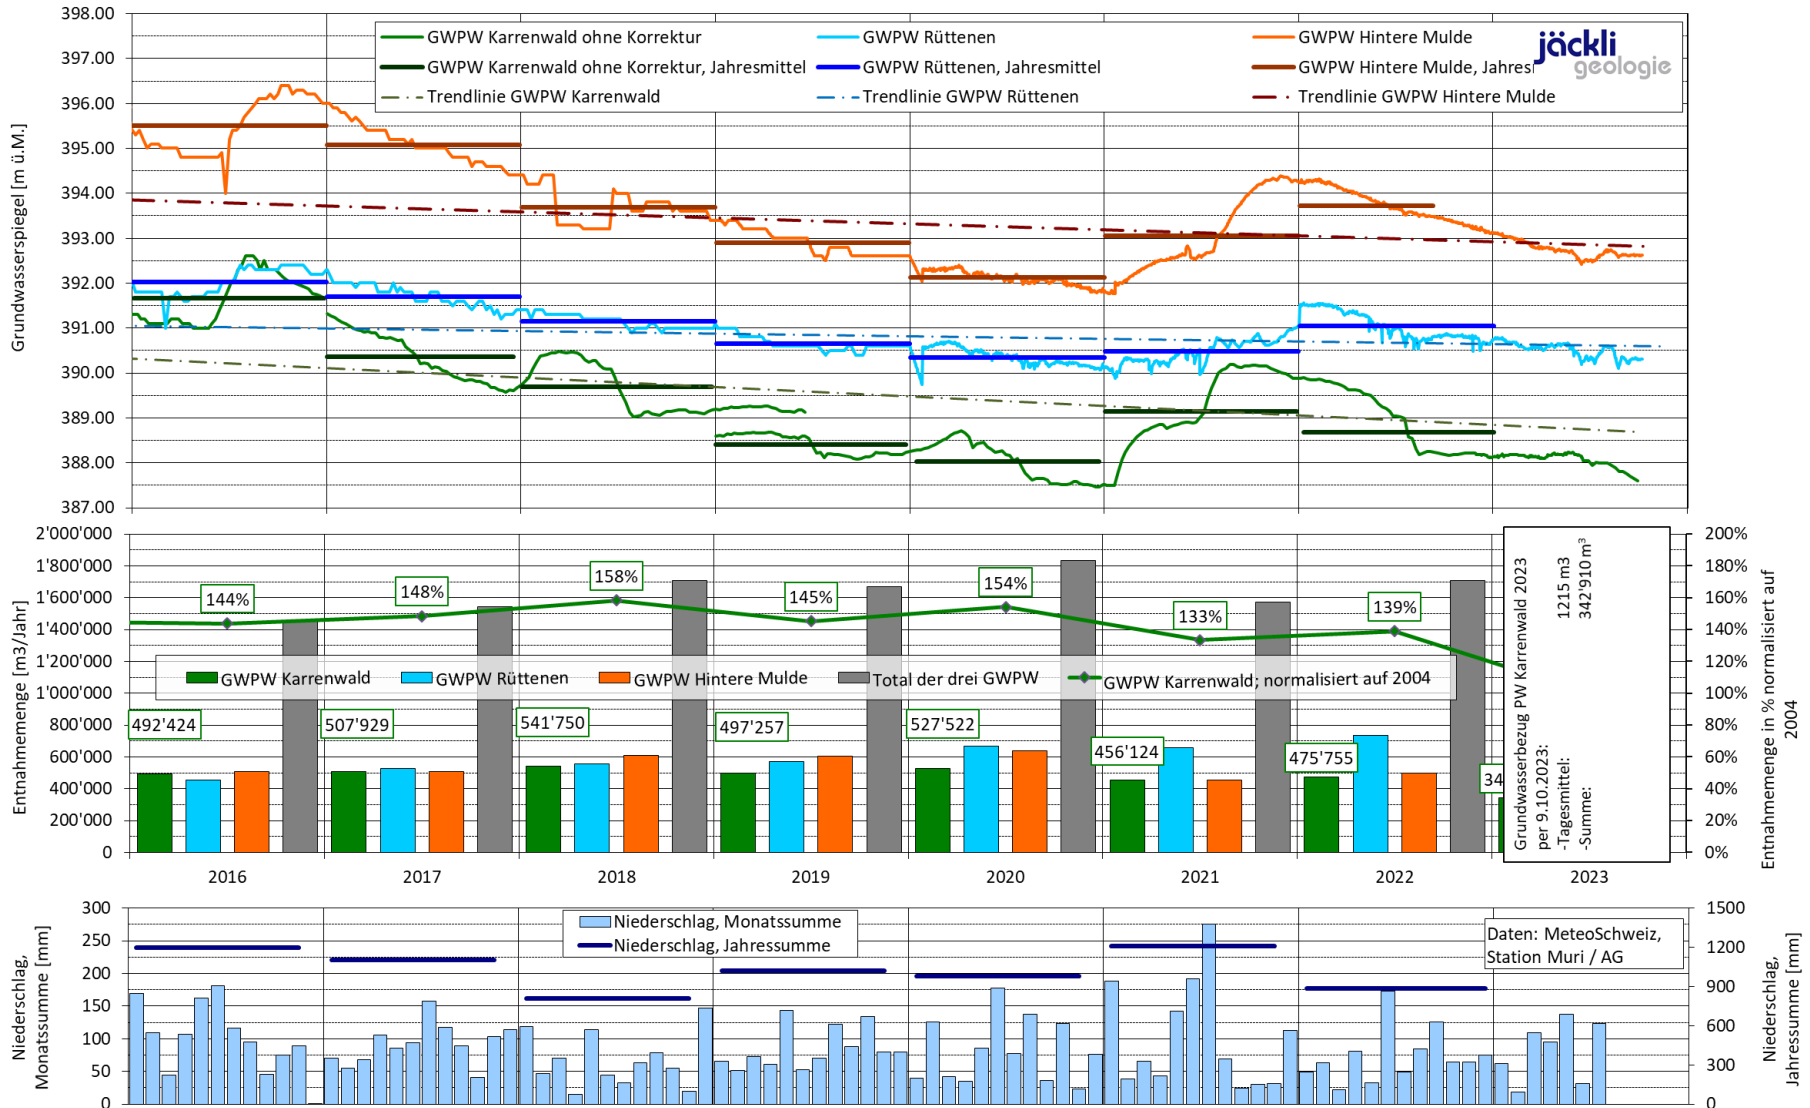 398.00
397.00
396.00
395.00
394.00
393.00
392.00
391.00
390.00
389.00
388.00
387.00
Grundwasserspiegel [m ü.M.]
GWPW Karrenwald ohne Korrektur
GWPW Rüttenen
GWPW Hintere Mulde
GWPW Karrenwald ohne Korrektur, Jahresmittel
GWPW Rüttenen, Jahresmittel
GWPW Hintere Mulde, Jahres
Trendlinie GWPW Karrenwald
Trendlinie GWPW Rüttenen
Trendlinie GWPW Hintere Mulde
jäckli
geologie
2'000'000
1'800'000
1'600'000
1'400'000
1'200'000
1'000'000
800'000
600'000
400'000
200'000
0
Entnahmemenge [m3/Jahr]
144%
148%
158%
145%
154%
133%
139%
GWPW Karrenwald
GWPW Rüttenen
GWPW Hintere Mulde
Total der drei GWPW
GWPW Karrenwald; normalisiert auf 2004
492'424
507'929
541'750
497'257
527'522
456'124
475'755
34
Grundwasserbezug PW Karrenwald 2023
per 9.10.2023:
-Tagesmittel: 1215 m3
-Summe: 342'910 m³
200%
180%
160%
140%
120%
100%
80%
60%
40%
20%
0%
Entnahmemenge in % normalisiert auf
2004
2016
2017
2018
2019
2020
2021
2022
2023
300
250
200
150
100
50
0
Niederschlag,
Monatssumme [mm]
Niederschlag, Monatssumme
Niederschlag, Jahressumme
Daten: MeteoSchweiz,
Station Muri / AG
1500
1200
900
600
300
0
Niederschlag,
Jahressumme [mm]